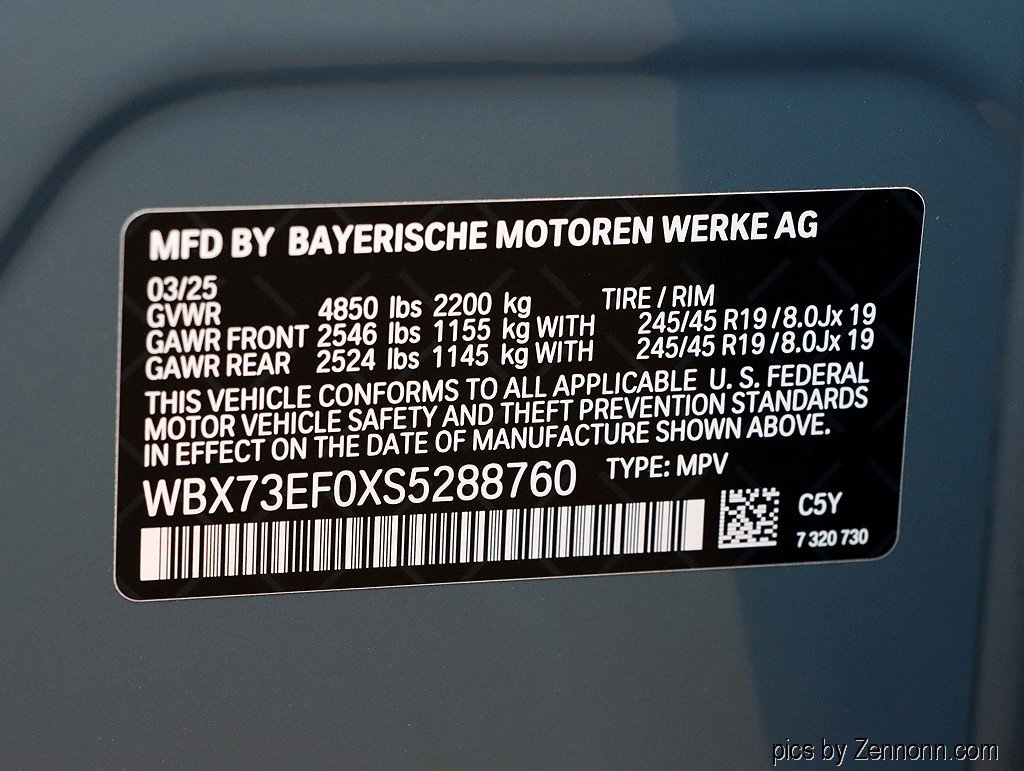 MFD BY BAYERISCHE MOTOREN WERKE AG
03/25
GVWR 4850 lbs 2200 kg TIRE / RIM
GAWR FRONT 2546 lbs 1155 kg WITH 245/45 R19 / 8.0Jx 19
GAWR REAR 2524 lbs 1145 kg WITH 245/45 R19 / 8.0Jx 19
THIS VEHICLE CONFORMS TO ALL APPLICABLE U. S. FEDERAL
MOTOR VEHICLE SAFETY AND THEFT PREVENTION STANDARDS
IN EFFECT ON THE DATE OF MANUFACTURE SHOWN ABOVE.
WBX73EF0XS5288760 TYPE: MPV
C5Y
7 320 730
pics by Zennonn.com